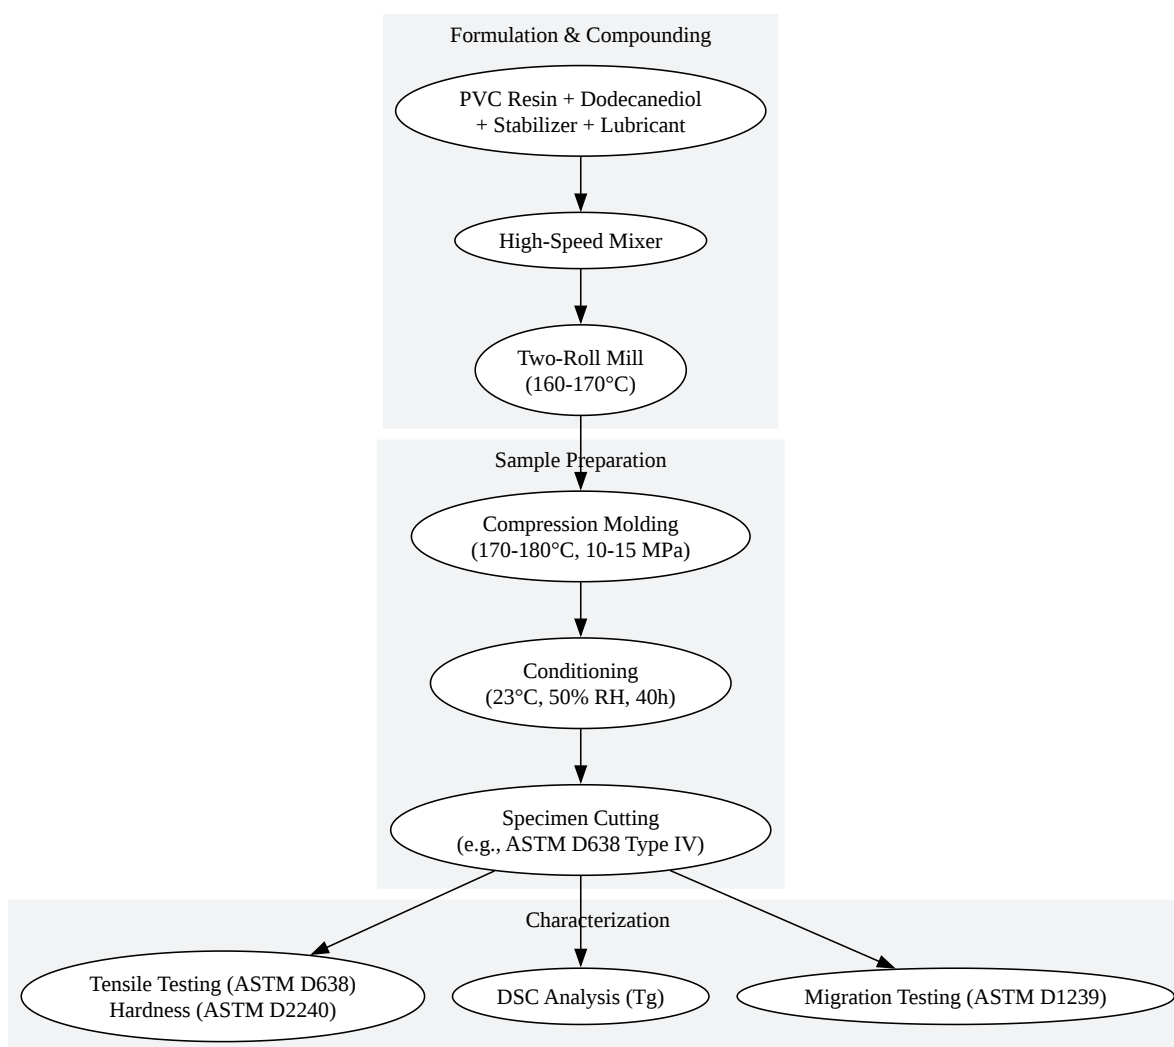 Formulation & Compounding
PVC Resin + Dodecanediol
+ Stabilizer + Lubricant
High-Speed Mixer
Two-Roll Mill
(160-170°C)
Sample Preparation
Compression Molding
(170-180°C, 10-15 MPa)
Conditioning
(23°C, 50% RH, 40h)
Specimen Cutting
(e.g., ASTM D638 Type IV)
Characterization
Tensile Testing (ASTM D638)
Hardness (ASTM D2240)
DSC Analysis (Tg)
Migration Testing (ASTM D1239)